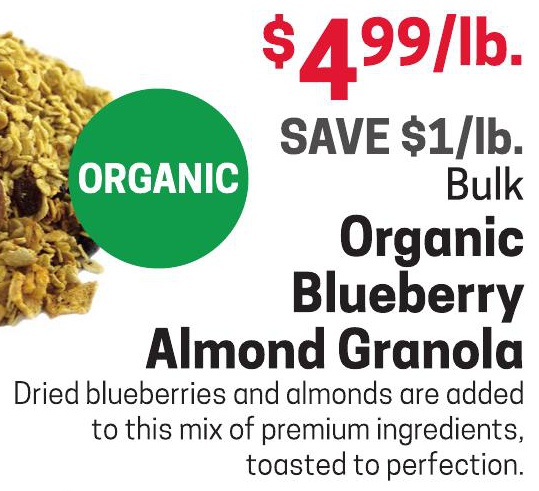 $4.99/lb.
SAVE $1/lb.
ORGANIC
Bulk
Organic
Blueberry
Almond Granola
Dried blueberries and almonds are added
to this mix of premium ingredients,
toasted to perfection.